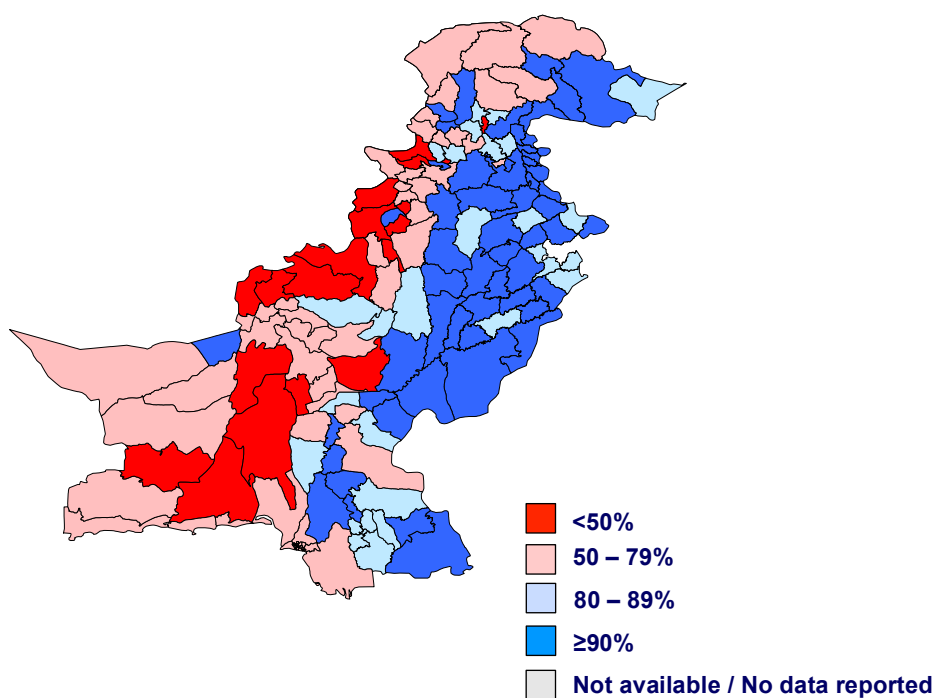 <50%
50 – 79%
80 – 89%
≥90%
Not available / No data reported